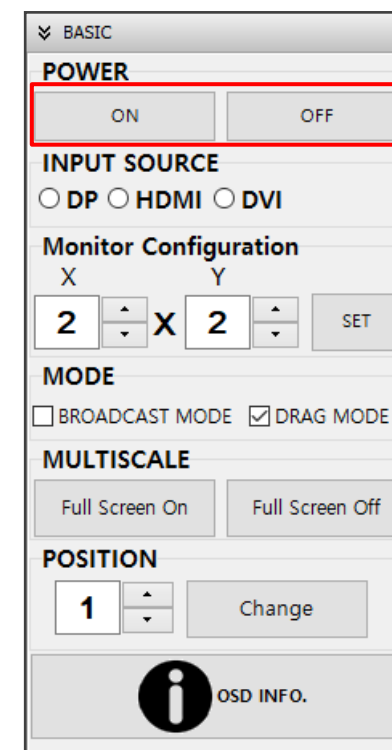 BASIC
POWER
ON OFF
INPUT SOURCE
DP HDMI DVI
Monitor Configuration
X Y
2 X 2 SET
MODE
BROADCAST MODE DRAG MODE
MULTISCALE
Full Screen On Full Screen Off
POSITION
1 Change
i OSD INFO.